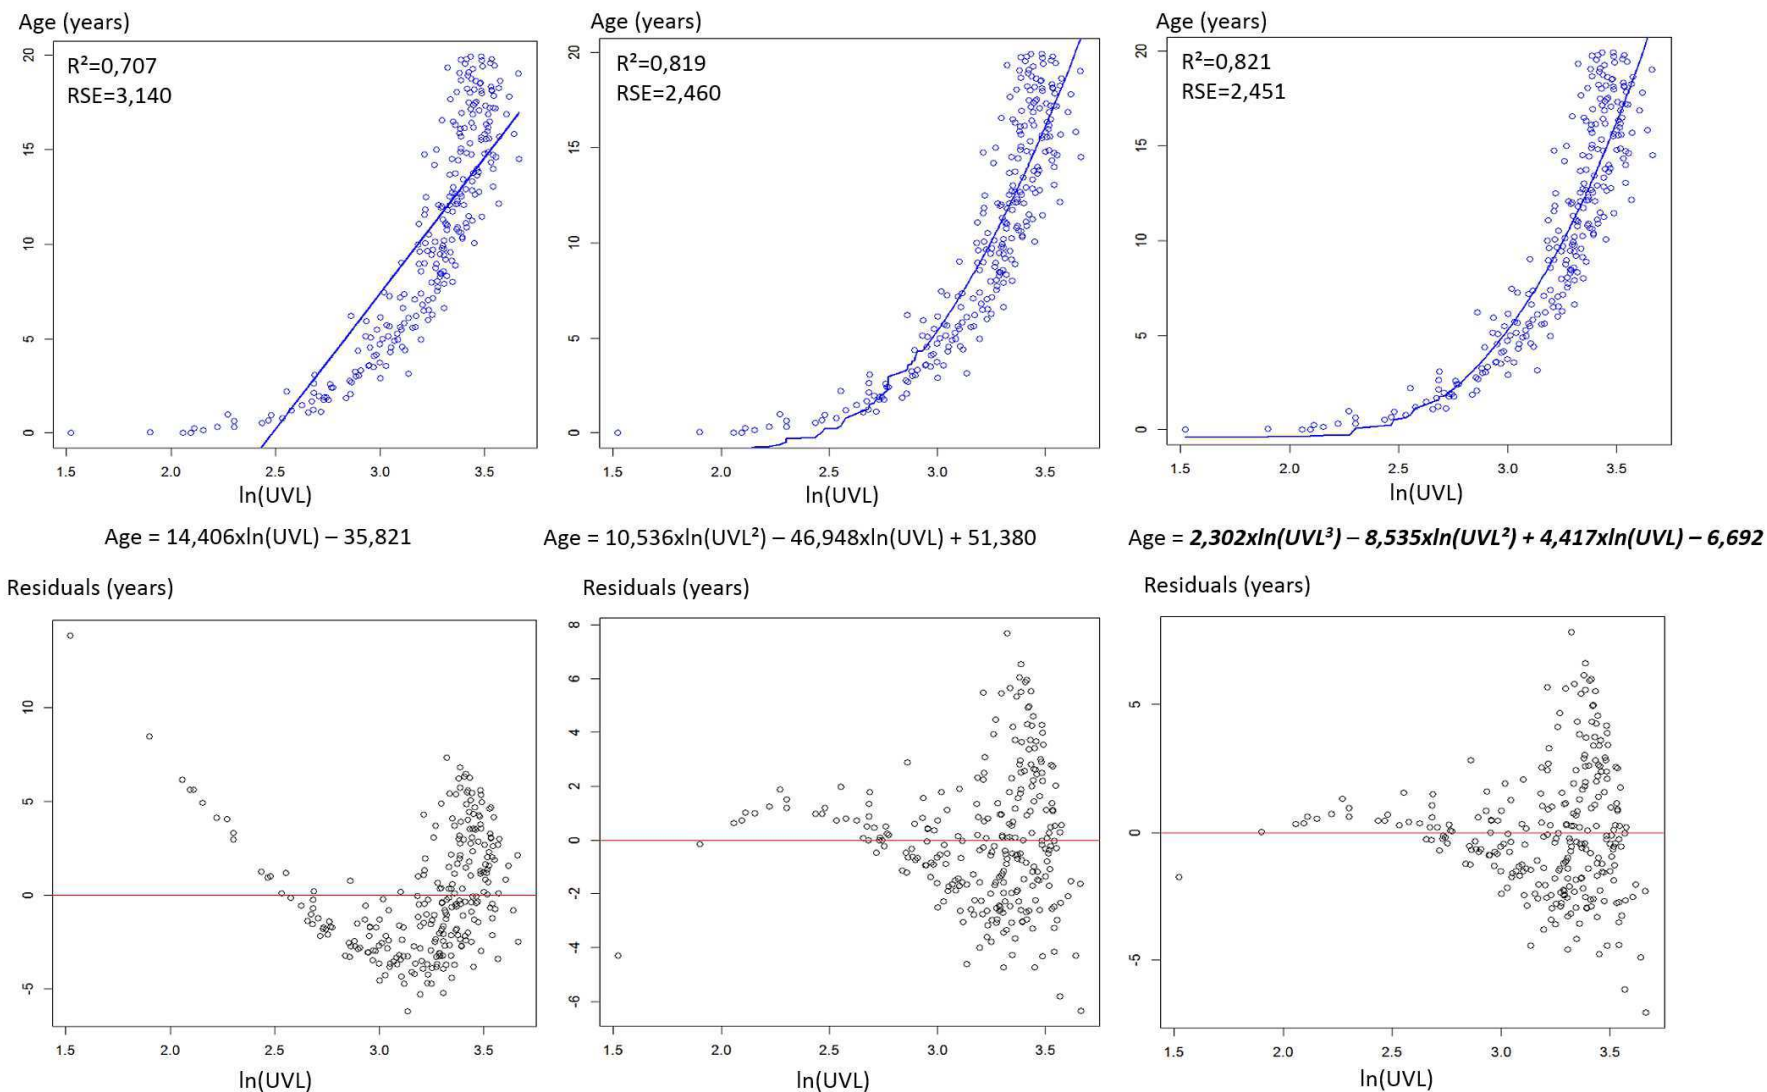 Age (years)
R²=0,707
RSE=3,140
20
15
10
5
0
1.5 2.0 2.5 3.0 3.5
ln(UVL)
Age = 14,406xln(UVL) – 35,821
Age (years)
R²=0,819
RSE=2,460
20
15
10
5
0
1.5 2.0 2.5 3.0 3.5
ln(UVL)
Age = 10,536xln(UVL²) – 46,948xln(UVL) + 51,380
Age (years)
R²=0,821
RSE=2,451
20
15
10
5
0
1.5 2.0 2.5 3.0 3.5
ln(UVL)
Age = 2,302xln(UVL³) – 8,535xln(UVL²) + 4,417xln(UVL) – 6,692
Residuals (years)
10
5
0
-5
1.5 2.0 2.5 3.0 3.5
ln(UVL)
Residuals (years)
8
6
4
2
0
-2
-4
-6
1.5 2.0 2.5 3.0 3.5
ln(UVL)
Residuals (years)
5
0
-5
1.5 2.0 2.5 3.0 3.5
ln(UVL)